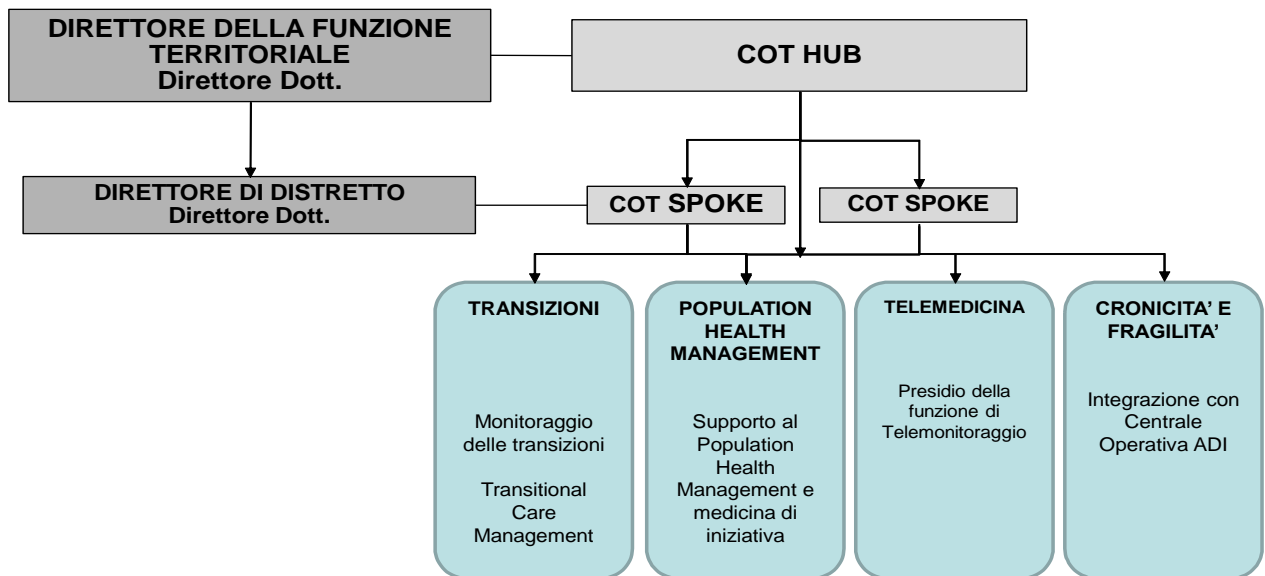 DIRETTORE DELLA FUNZIONE
TERRITORIALE
Direttore Dott.
COT HUB
DIRETTORE DI DISTRETTO
Direttore Dott.
COT SPOKE
COT SPOKE
TRANSIZIONI
Monitoraggio
delle transizioni
Transitional
Care
Management
POPULATION
HEALTH
MANAGEMENT
Supporto al
Population
Health
Management e
medicina di
iniziativa
TELEMEDICINA
Presidio della
funzione di
Telemonitoraggio
CRONICITA' E
FRAGILITA'
Integrazione con
Centrale
Operativa ADI